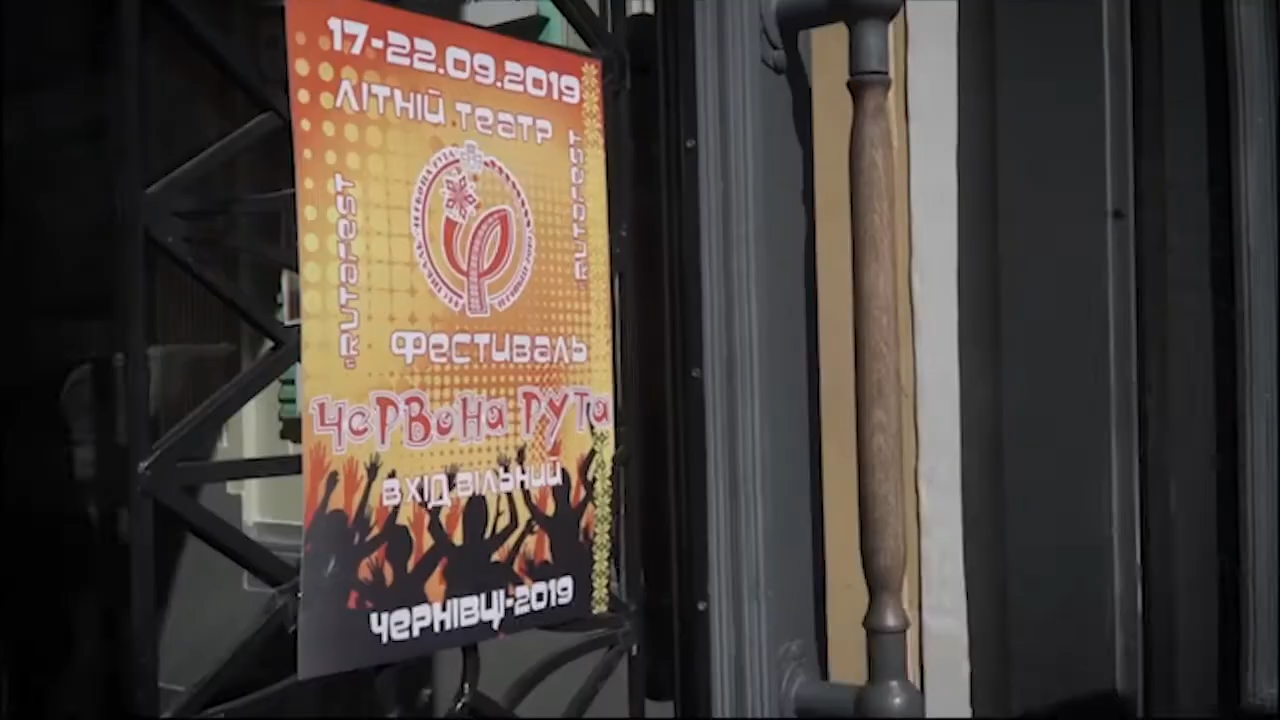 17-22.09.2019
ЛІТНІЙ ТЕАТР
RUTAFEST
RUTAFEST
ФЕСТИВАЛЬ
ЧЕРВОНА РУТА
ВХІД ВІЛЬНИЙ
ЧЕРНІВЦІ-2019